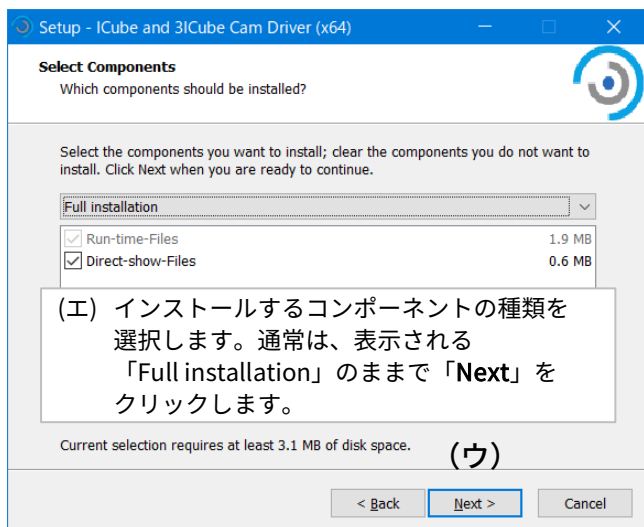 Setup - ICube and 3ICube Cam Driver (x64)
Select Components
Which components should be installed?
Select the components you want to install; clear the components you do not want to
install. Click Next when you are ready to continue.
Full installation
Run-time-Files 1.9 MB
Direct-show-Files 0.6 MB
(エ) インストールするコンポーネントの種類を
選択します。通常は、表示される
「Full installation」のままで「Next」を
クリックします。
Current selection requires at least 3.1 MB of disk space.
(ウ)
< Back Next > Cancel